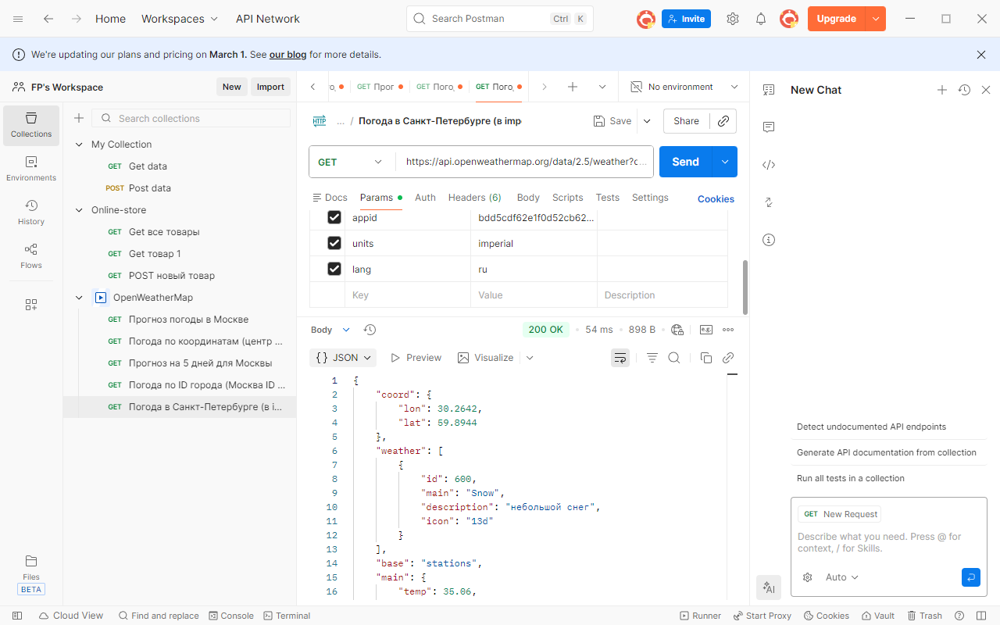 Home Workspaces API Network Search Postman Ctrl K Invite Upgrade
We're updating our plans and pricing on March 1. See our blog for more details.
FP's Workspace New Import
GET Прог GET Пого, GET Пого, No environment
New Chat
Collections
Environments
History
Flows
Files
BETA
Search collections
My Collection
GET Get data
POST Post data
Online-store
GET Get все товары
GET Get товар 1
GET POST новый товар
OpenWeatherMap
GET Прогноз погоды в Москве
GET Погода по координатам (центр ...
GET Прогноз на 5 дней для Москвы
GET Погода по ID города (Москва ID ...
GET Погода в Санкт-Петербурге (в i...
HTTP ... / Погода в Санкт-Петербурге (в imp Save Share
GET https://api.openweathermap.org/data/2.5/weather?q... Send
Docs Params Auth Headers (6) Body Scripts Tests Settings Cookies
appid bdd5cdf62e1f0d52cb62...
units imperial
lang ru
Key Value Description
Body 200 OK 54 ms 898 B e.g.
{} JSON Preview Visualize
1 {
2 "coord": {
3 "lon": 30.2642,
4 "lat": 59.8944
5 },
6 "weather": [
7 {
8 "id": 600,
9 "main": "Snow",
10 "description": "небольшой снег",
11 "icon": "13d"
12 }
13 ],
14 "base": "stations",
15 "main": {
16 "temp": 35.06,
Detect undocumented API endpoints
Generate API documentation from collection
Run all tests in a collection
GET New Request
Describe what you need. Press @ for
context, / for Skills.
Auto
AI
Cloud View Find and replace Console Terminal Runner Start Proxy Cookies Vault Trash